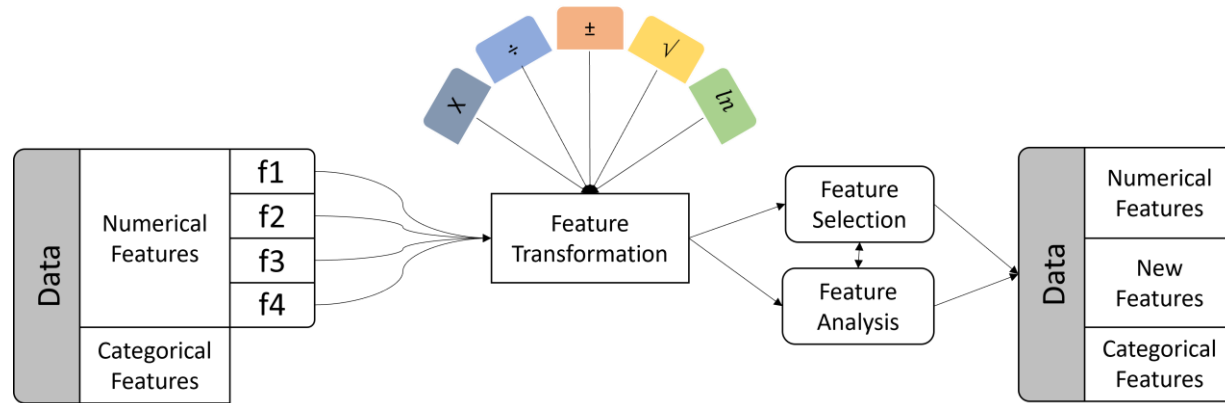 X
÷
±
√
ln
Data
Numerical
Features
f1
f2
f3
f4
Categorical
Features
Feature
Transformation
Feature
Selection
Feature
Analysis
Data
Numerical
Features
New
Features
Categorical
Features